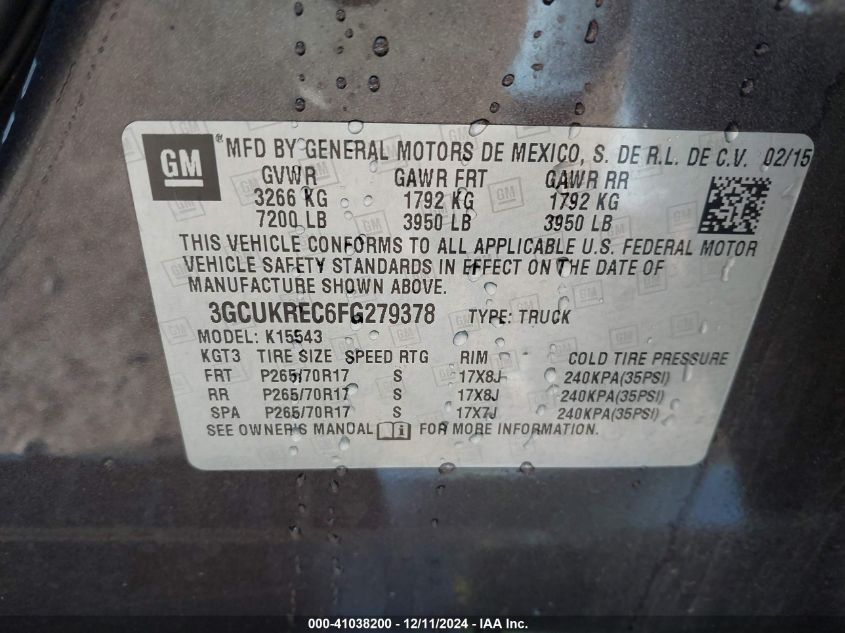 GM ® MFD BY GENERAL MOTORS DE MEXICO, S. DE R.L. DE C.V. 02/15
GVWR GAWR FRT GAWR RR
3266 KG 1792 KG 1792 KG
7200 LB 3950 LB 3950 LB
THIS VEHICLE CONFORMS TO ALL APPLICABLE U.S. FEDERAL MOTOR
VEHICLE SAFETY STANDARDS IN EFFECT ON THE DATE OF
MANUFACTURE SHOWN ABOVE.
3GCUKREC6FG279378 TYPE: TRUCK
MODEL: K15543
KGT3 TIRE SIZE SPEED RTG RIM COLD TIRE PRESSURE
FRT P265/70R17 S 17X8J 240KPA(35PSI)
RR P265/70R17 S 17X8J 240KPA(35PSI)
SPA P265/70R17 S 17X7J 240KPA(35PSI)
SEE OWNER'S MANUAL FOR MORE INFORMATION.
000-41038200 - 12/11/2024 - IAA Inc.